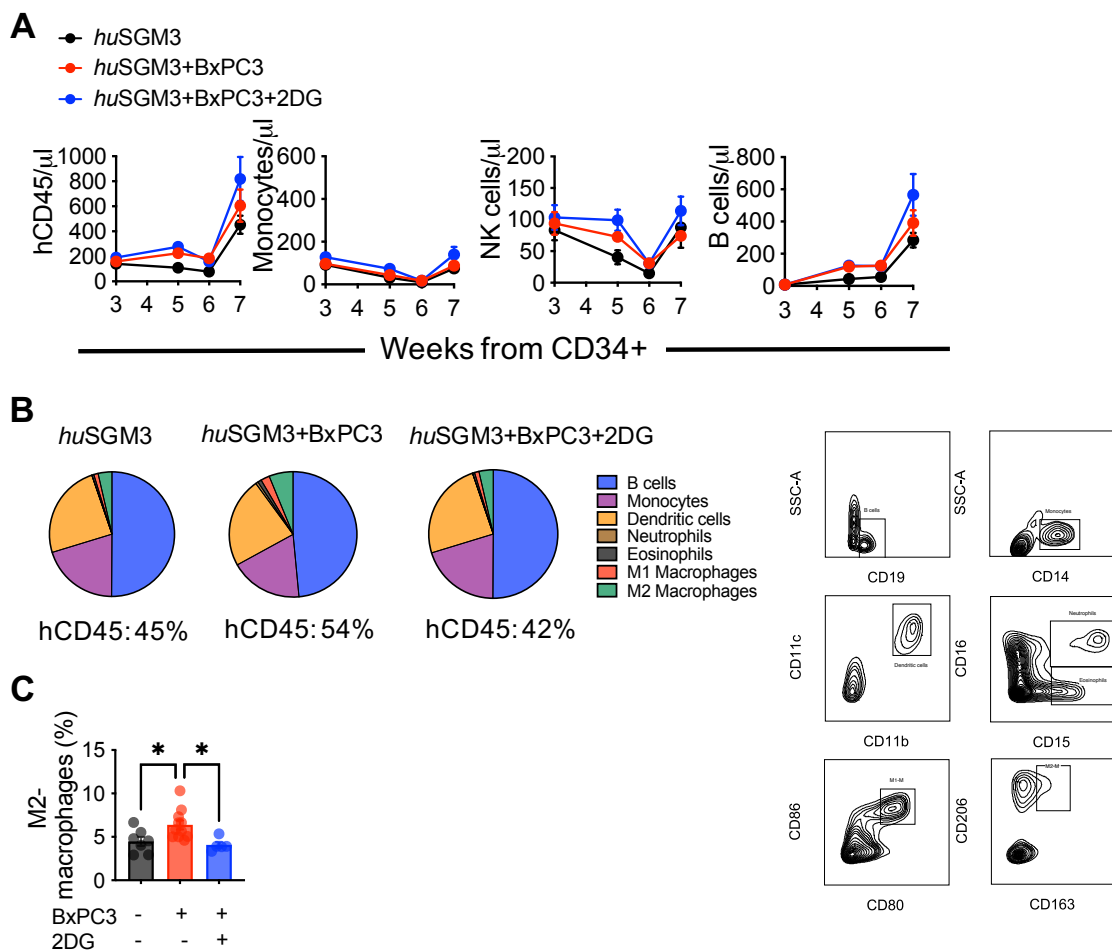 A
huSGM3
huSGM3+BxPC3
huSGM3+BxPC3+2DG
hCD45/µl
1000
800
600
400
200
0
3 4 5 6 7
Monocytes/µl
600
400
200
0
3 4 5 6 7
NK cells/µl
200
150
100
50
0
3 4 5 6 7
B cells/µl
800
600
400
200
0
3 4 5 6 7
Weeks from CD34+
B
huSGM3
huSGM3+BxPC3
huSGM3+BxPC3+2DG
hCD45: 45%
hCD45: 54%
hCD45: 42%
B cells
Monocytes
Dendritic cells
Neutrophils
Eosinophils
M1 Macrophages
M2 Macrophages
SSC-A
B cells
CD19
SSC-A
Monocytes
CD14
CD11c
Dendritic cells
CD11b
CD16
Neutrophils
Eosinophils
CD15
CD86
M1-M
CD80
CD206
M2-M
CD163
C
M2-
macrophages (%)
15
10
5
0
* *
BxPC3 - + +
2DG - - +